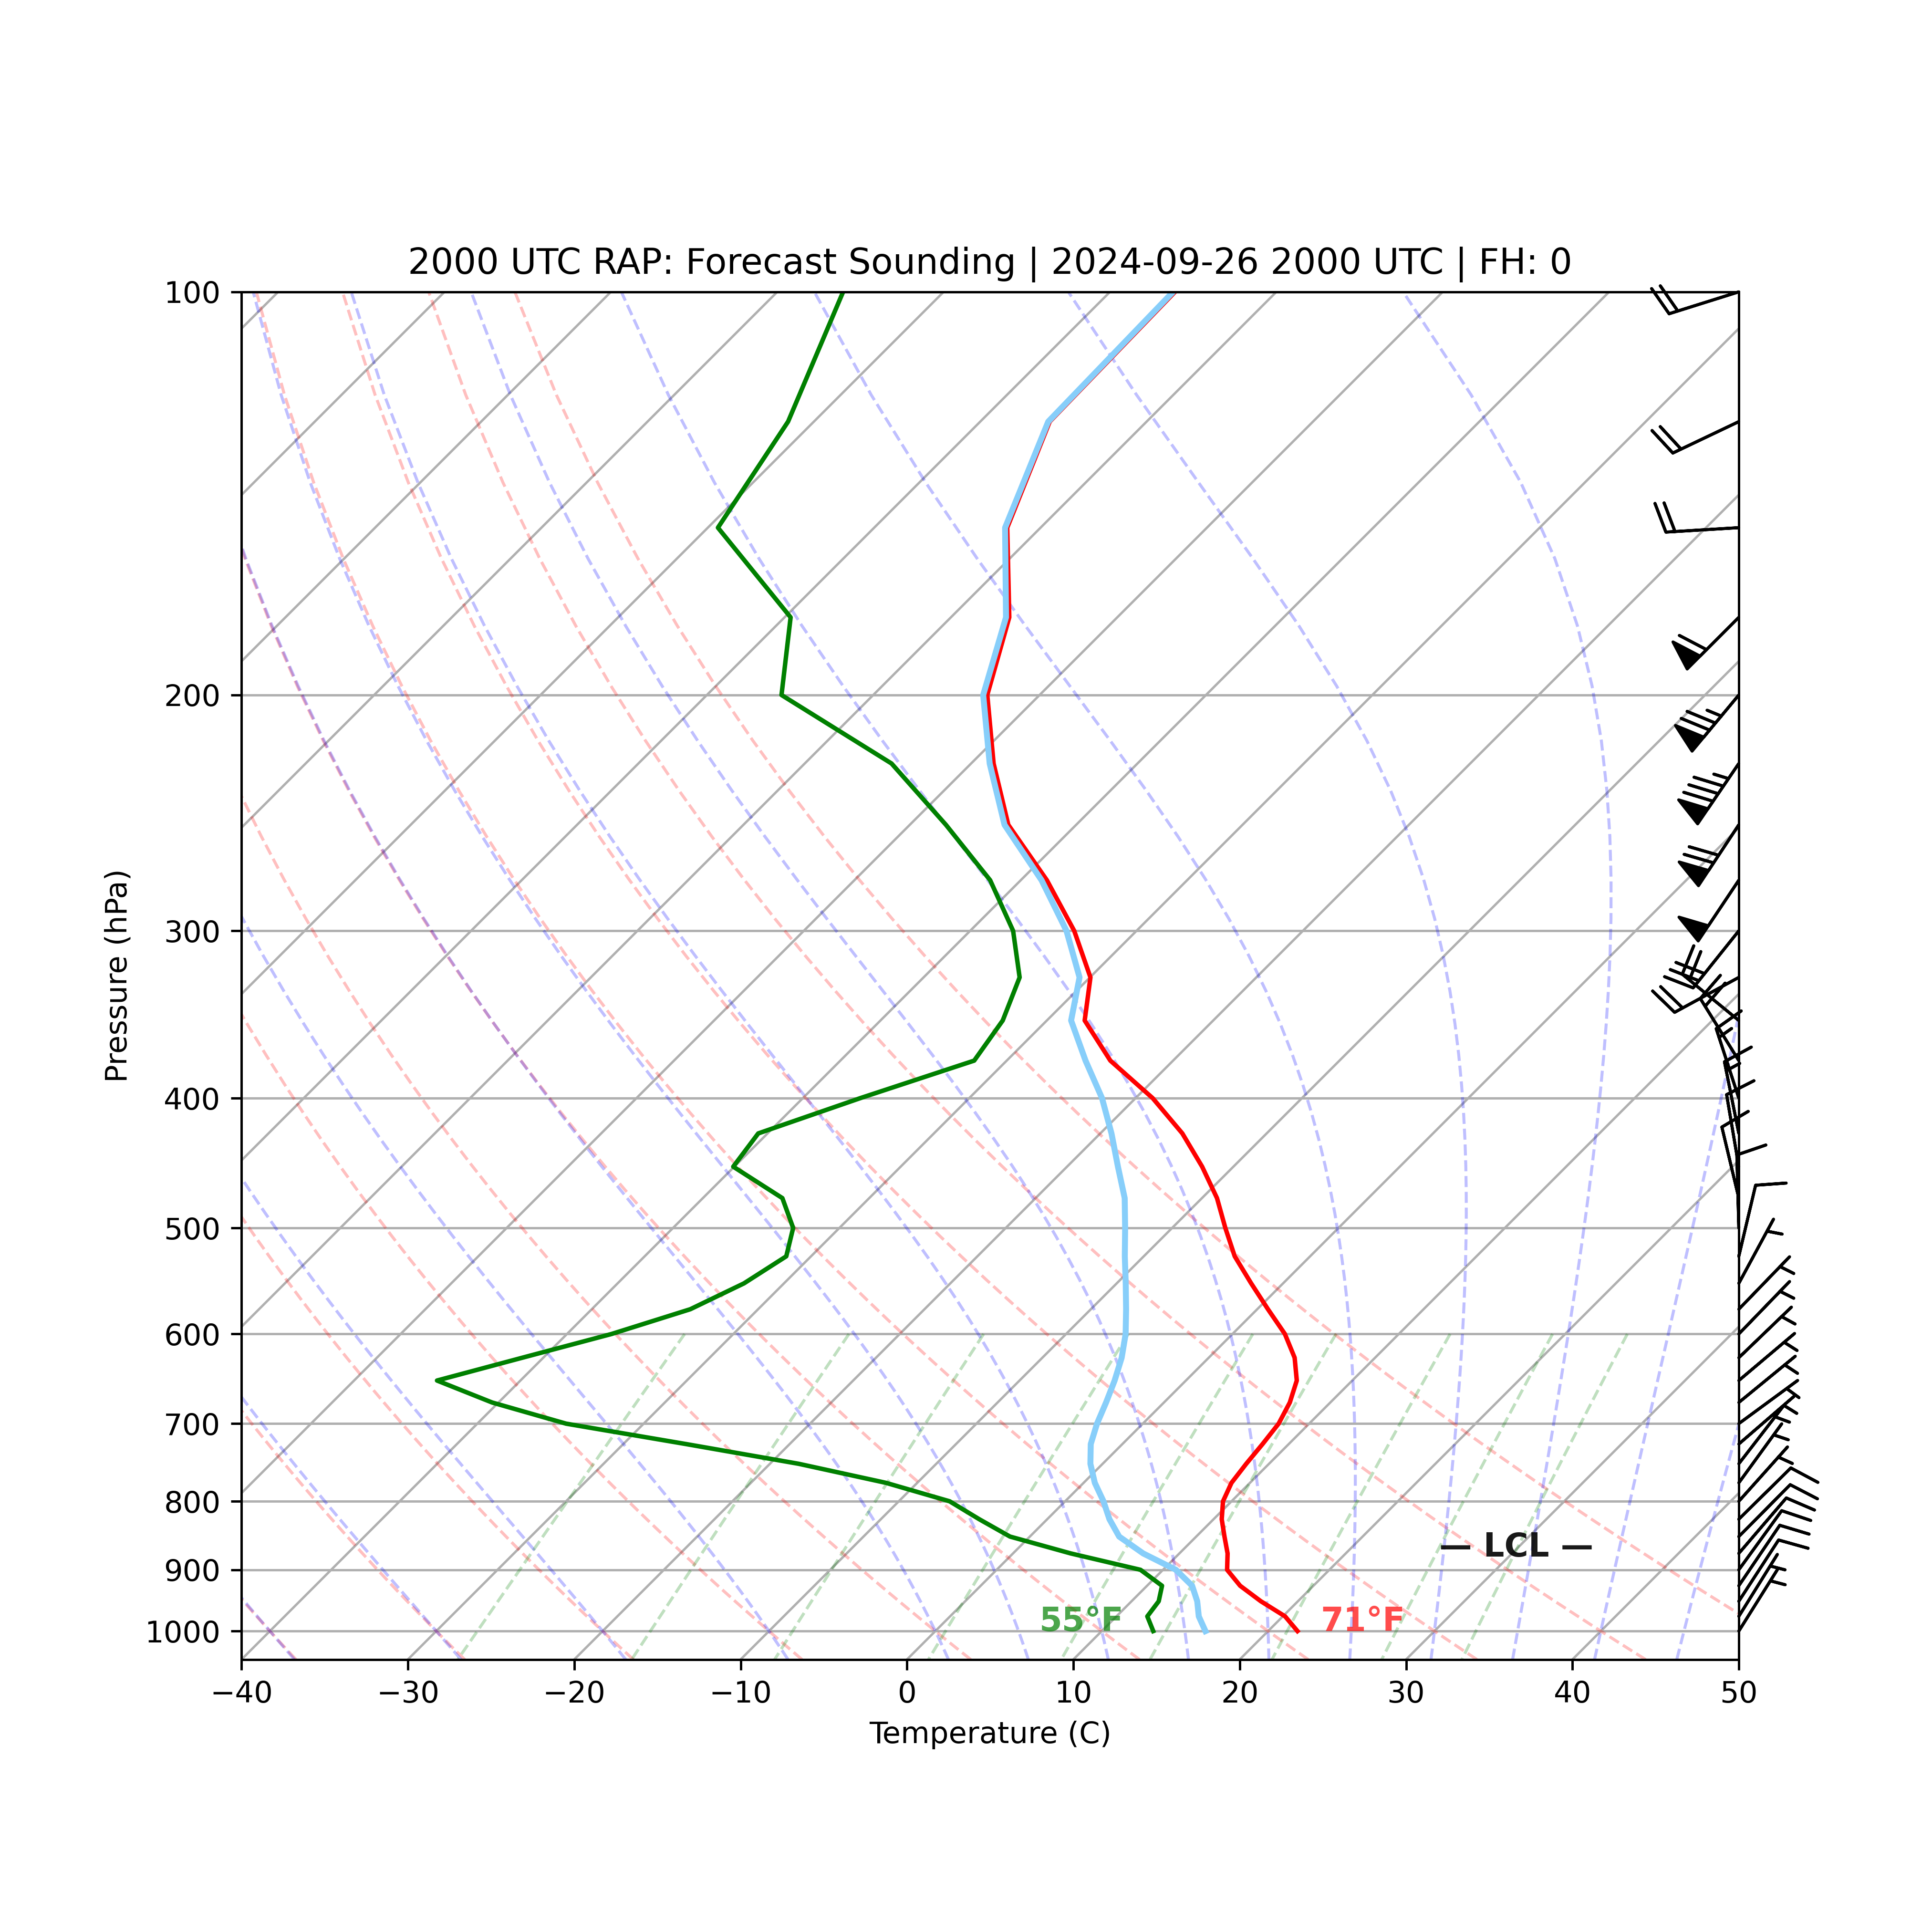 2000 UTC RAP: Forecast Sounding | 2024-09-26 2000 UTC | FH: 0
100
200
300
400
500
600
700
800
900
1000
Pressure (hPa)
— LCL —
55°F
71°F
−40 −30 −20 −10 0 10 20 30 40 50
Temperature (C)